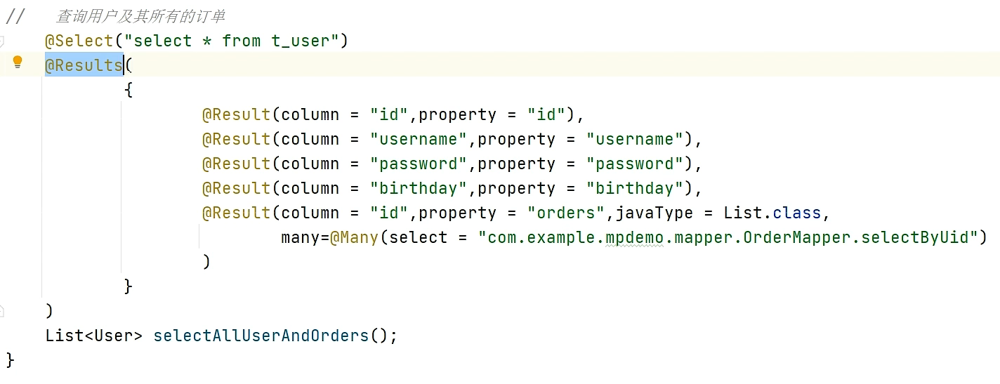 // 查询用户及其所有的订单
@Select("select * from t_user")
@Results(
{
@Result(column = "id",property = "id"),
@Result(column = "username",property = "username"),
@Result(column = "password",property = "password"),
@Result(column = "birthday",property = "birthday"),
@Result(column = "id",property = "orders",javaType = List.class,
many=@Many(select = "com.example.mpdemo.mapper.OrderMapper.selectByUid")
)
}
)
List<User> selectAllUserAndOrders();
}